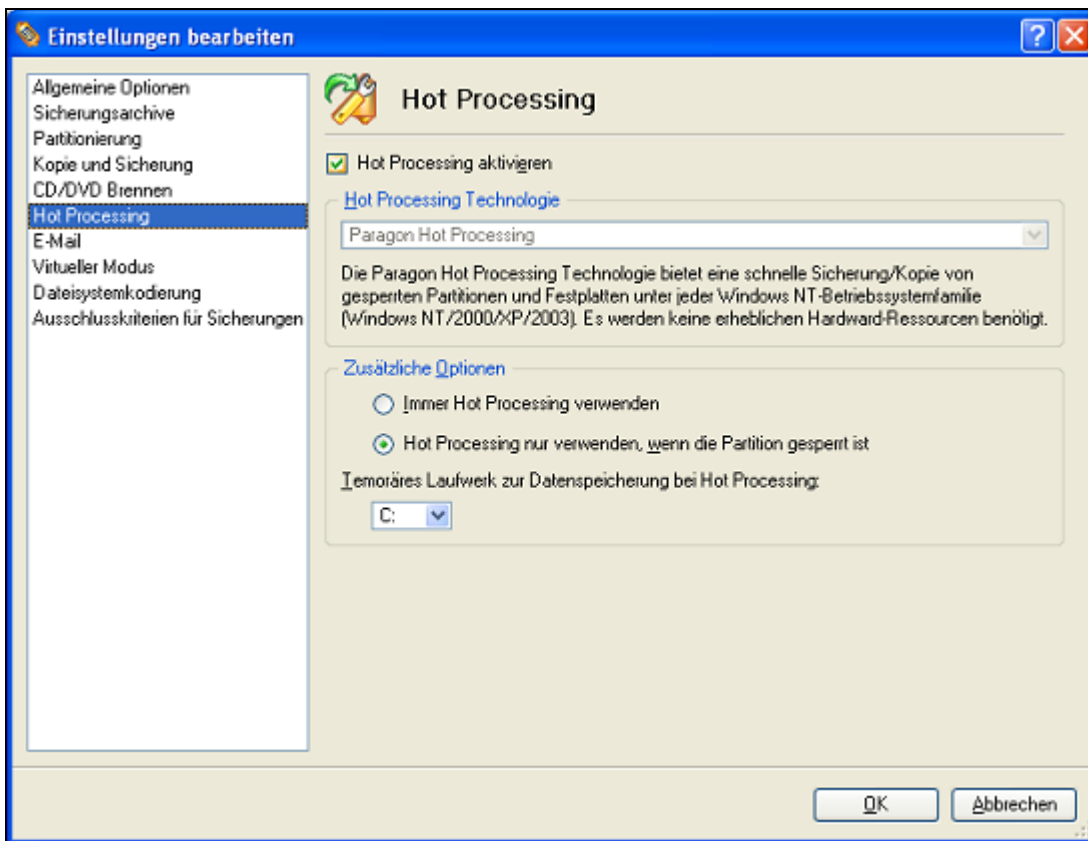 Einstellungen bearbeiten
Allgemeine Optionen
Sicherungsarchive
Partitionierung
Kopie und Sicherung
CD/DVD Brennen
Hot Processing
E-Mail
Virtueller Modus
Dateisystemkodierung
Ausschlusskriterien für Sicherungen
Hot Processing
Hot Processing aktivieren
Hot Processing Technologie
Paragon Hot Processing
Die Paragon Hot Processing Technologie bietet eine schnelle Sicherung/Kopie von
gesperrten Partitionen und Festplatten unter jeder Windows NT-Betriebssystemfamilie
(Windows NT/2000/XP/2003). Es werden keine erheblichen Hardward-Ressourcen benötigt.
Zusätzliche Optionen
Immer Hot Processing verwenden
Hot Processing nur verwenden, wenn die Partition gesperrt ist
Temoräres Laufwerk zur Datenspeicherung bei Hot Processing:
C:
OK
Abbrechen